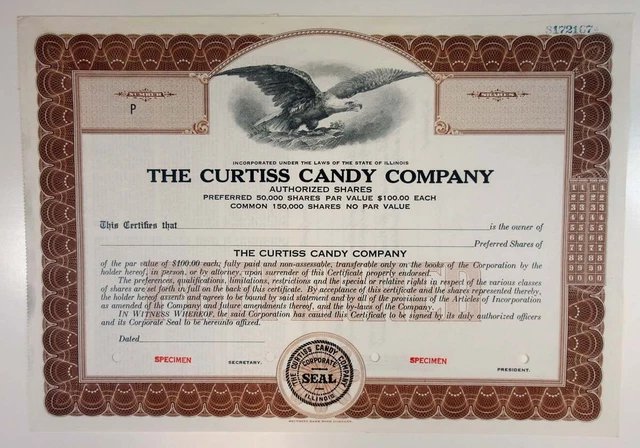 S172167
NUMBER
SHARES
P
INCORPORATED UNDER THE LAWS OF THE STATE OF ILLINOIS
THE CURTISS CANDY COMPANY
AUTHORIZED SHARES
PREFERRED 50,000 SHARES PAR VALUE $100.00 EACH
COMMON 150,000 SHARES NO PAR VALUE
This Certifies that is the owner of
Preferred Shares of
THE CURTISS CANDY COMPANY
of the par value of $100.00 each; fully paid and non-assessable, transferable only on the books of the Corporation by the
holder hereof, in person, or by attorney, upon surrender of this Certificate properly endorsed.
The preferences, qualifications, limitations, restrictions and the special or relative rights in respect of the various classes
of shares are set forth on full on the back of this certificate. By acceptance of this certificate and the shares represented thereby,
the holder hereof assents and agrees to be bound by said statement and by all of the provisions of the Articles of Incorporation
as amended of the Company and future amendments thereof, and the by-laws of the Company.
IN WITNESS WHEREOF, the said Corporation has caused this Certificate to be signed by its duly authorized officers
and its Corporate Seal to be hereunto affixed.
Dated
SPECIMEN SECRETARY. SPECIMEN PRESIDENT.
THE CURTISS CANDY COMPANY
CORPORATE
SEAL
ILLINOIS